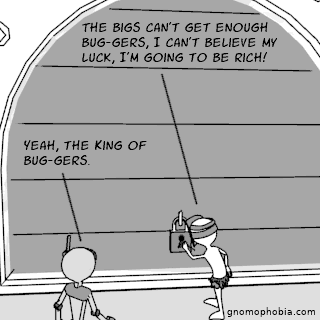 THE BIGS CAN'T GET ENOUGH
BUG-GERS, I CAN'T BELIEVE MY
LUCK, I'M GOING TO BE RICH!
YEAH, THE KING OF
BUG-GERS.
gnomophobia.com